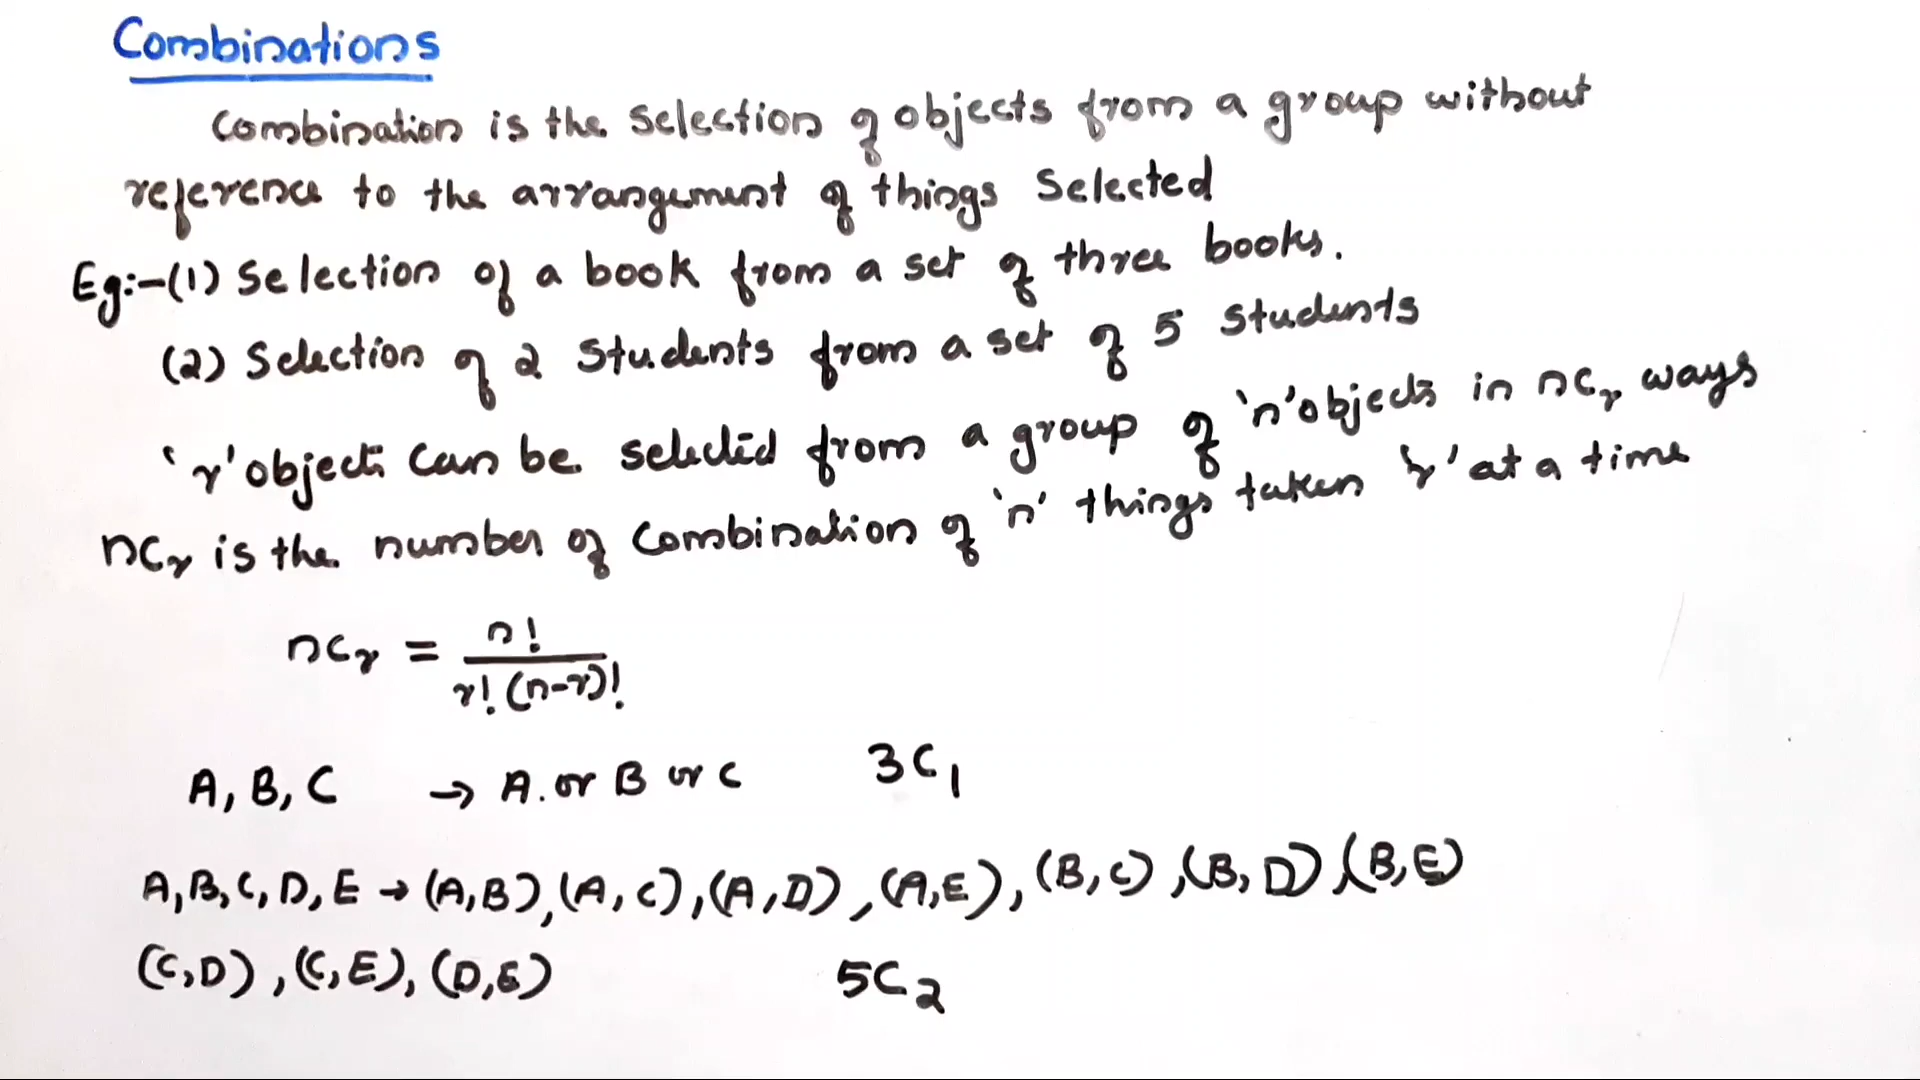 Combinations
Combination is the selection of objects from a group without
reference to the arrangement of things selected
Eg:-(1) Selection of a book from a set of three books.
(2) Selection of 2 students from a set of 5 students
'r' objects can be selected from a group of 'n' objects in nCr ways
nCr is the number of combination of 'n' things taken 'r' at a time
nCr = n! / r! (n-r)!
A, B, C → A. or B or C 3C1
A, B, C, D, E → (A,B), (A,C), (A,D), (A,E), (B,C), (B,D), (B,E)
(C,D), (C,E), (D,E) 5C2